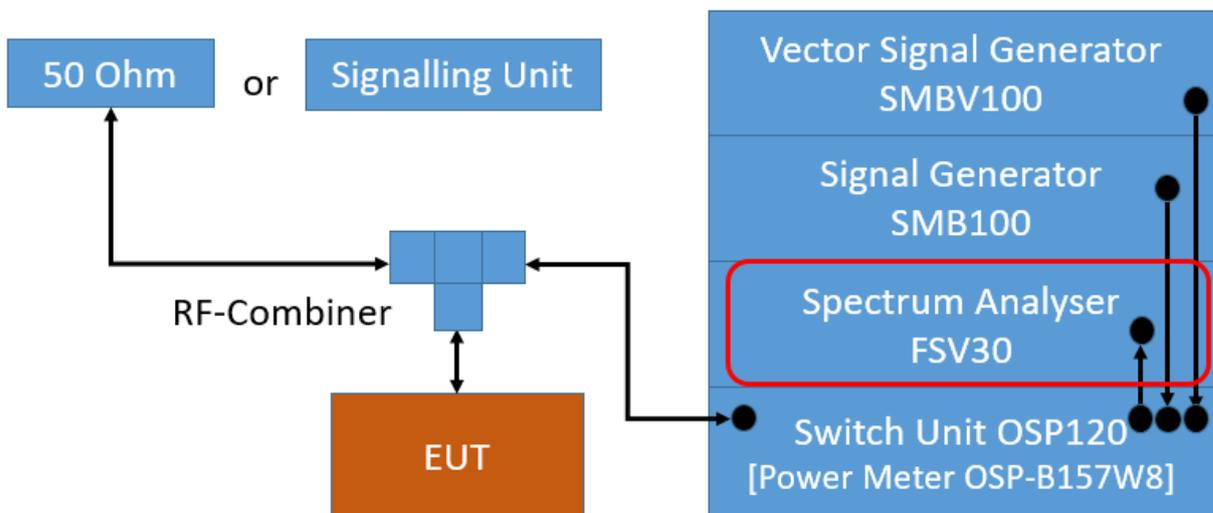 50 Ohm
or
Signalling Unit
RF-Combiner
EUT
Vector Signal Generator
SMBV100
Signal Generator
SMB100
Spectrum Analyser
FSV30
Switch Unit OSP120
[Power Meter OSP-B157W8]